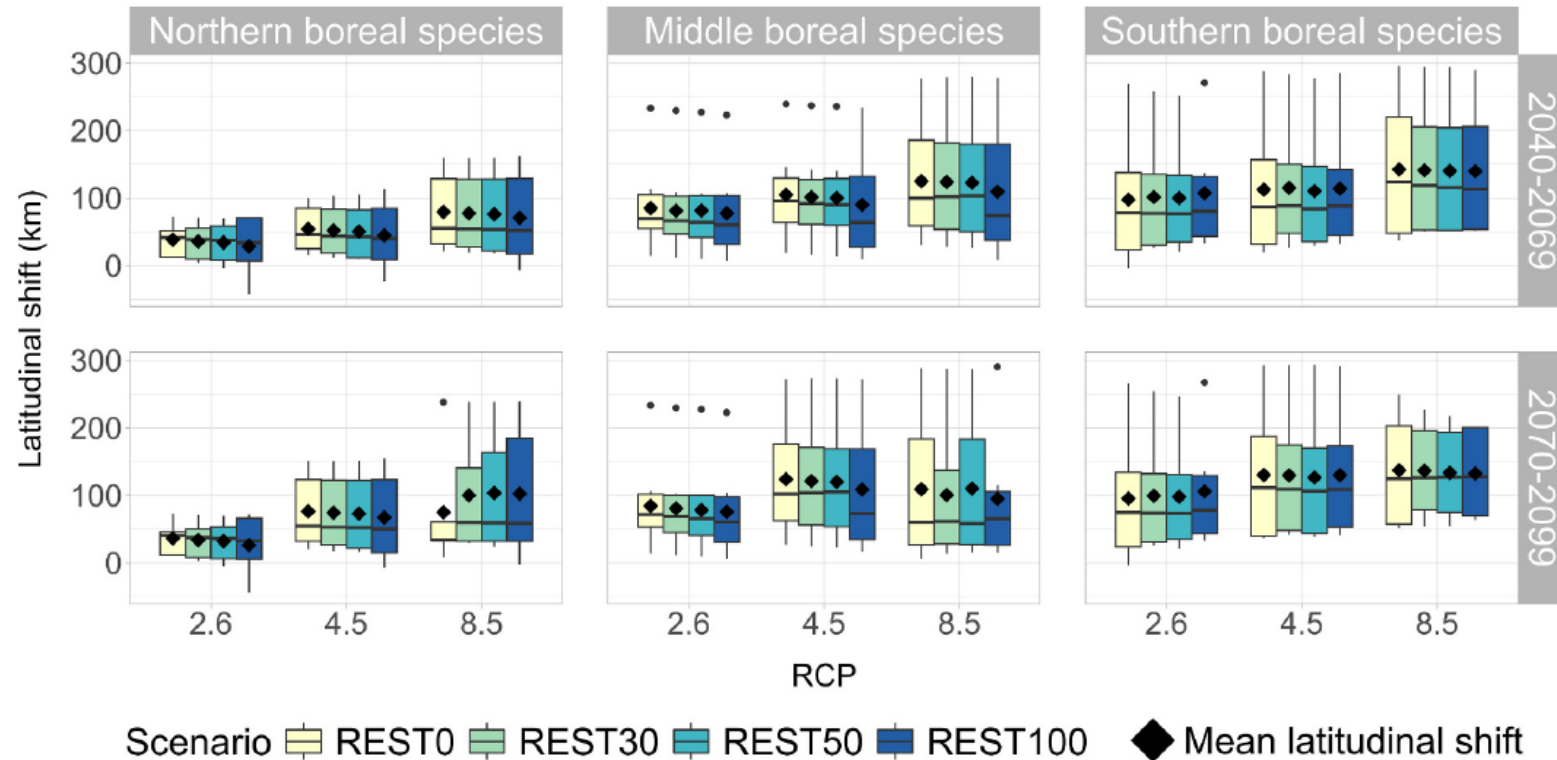 Northern boreal species Middle boreal species Southern boreal species
300
200
100
0
2040-2069
Latitudinal shift (km)
300
200
100
0
2070-2099
2.6 4.5 8.5 2.6 4.5 8.5 2.6 4.5 8.5
RCP
Scenario REST0 REST30 REST50 REST100 Mean latitudinal shift